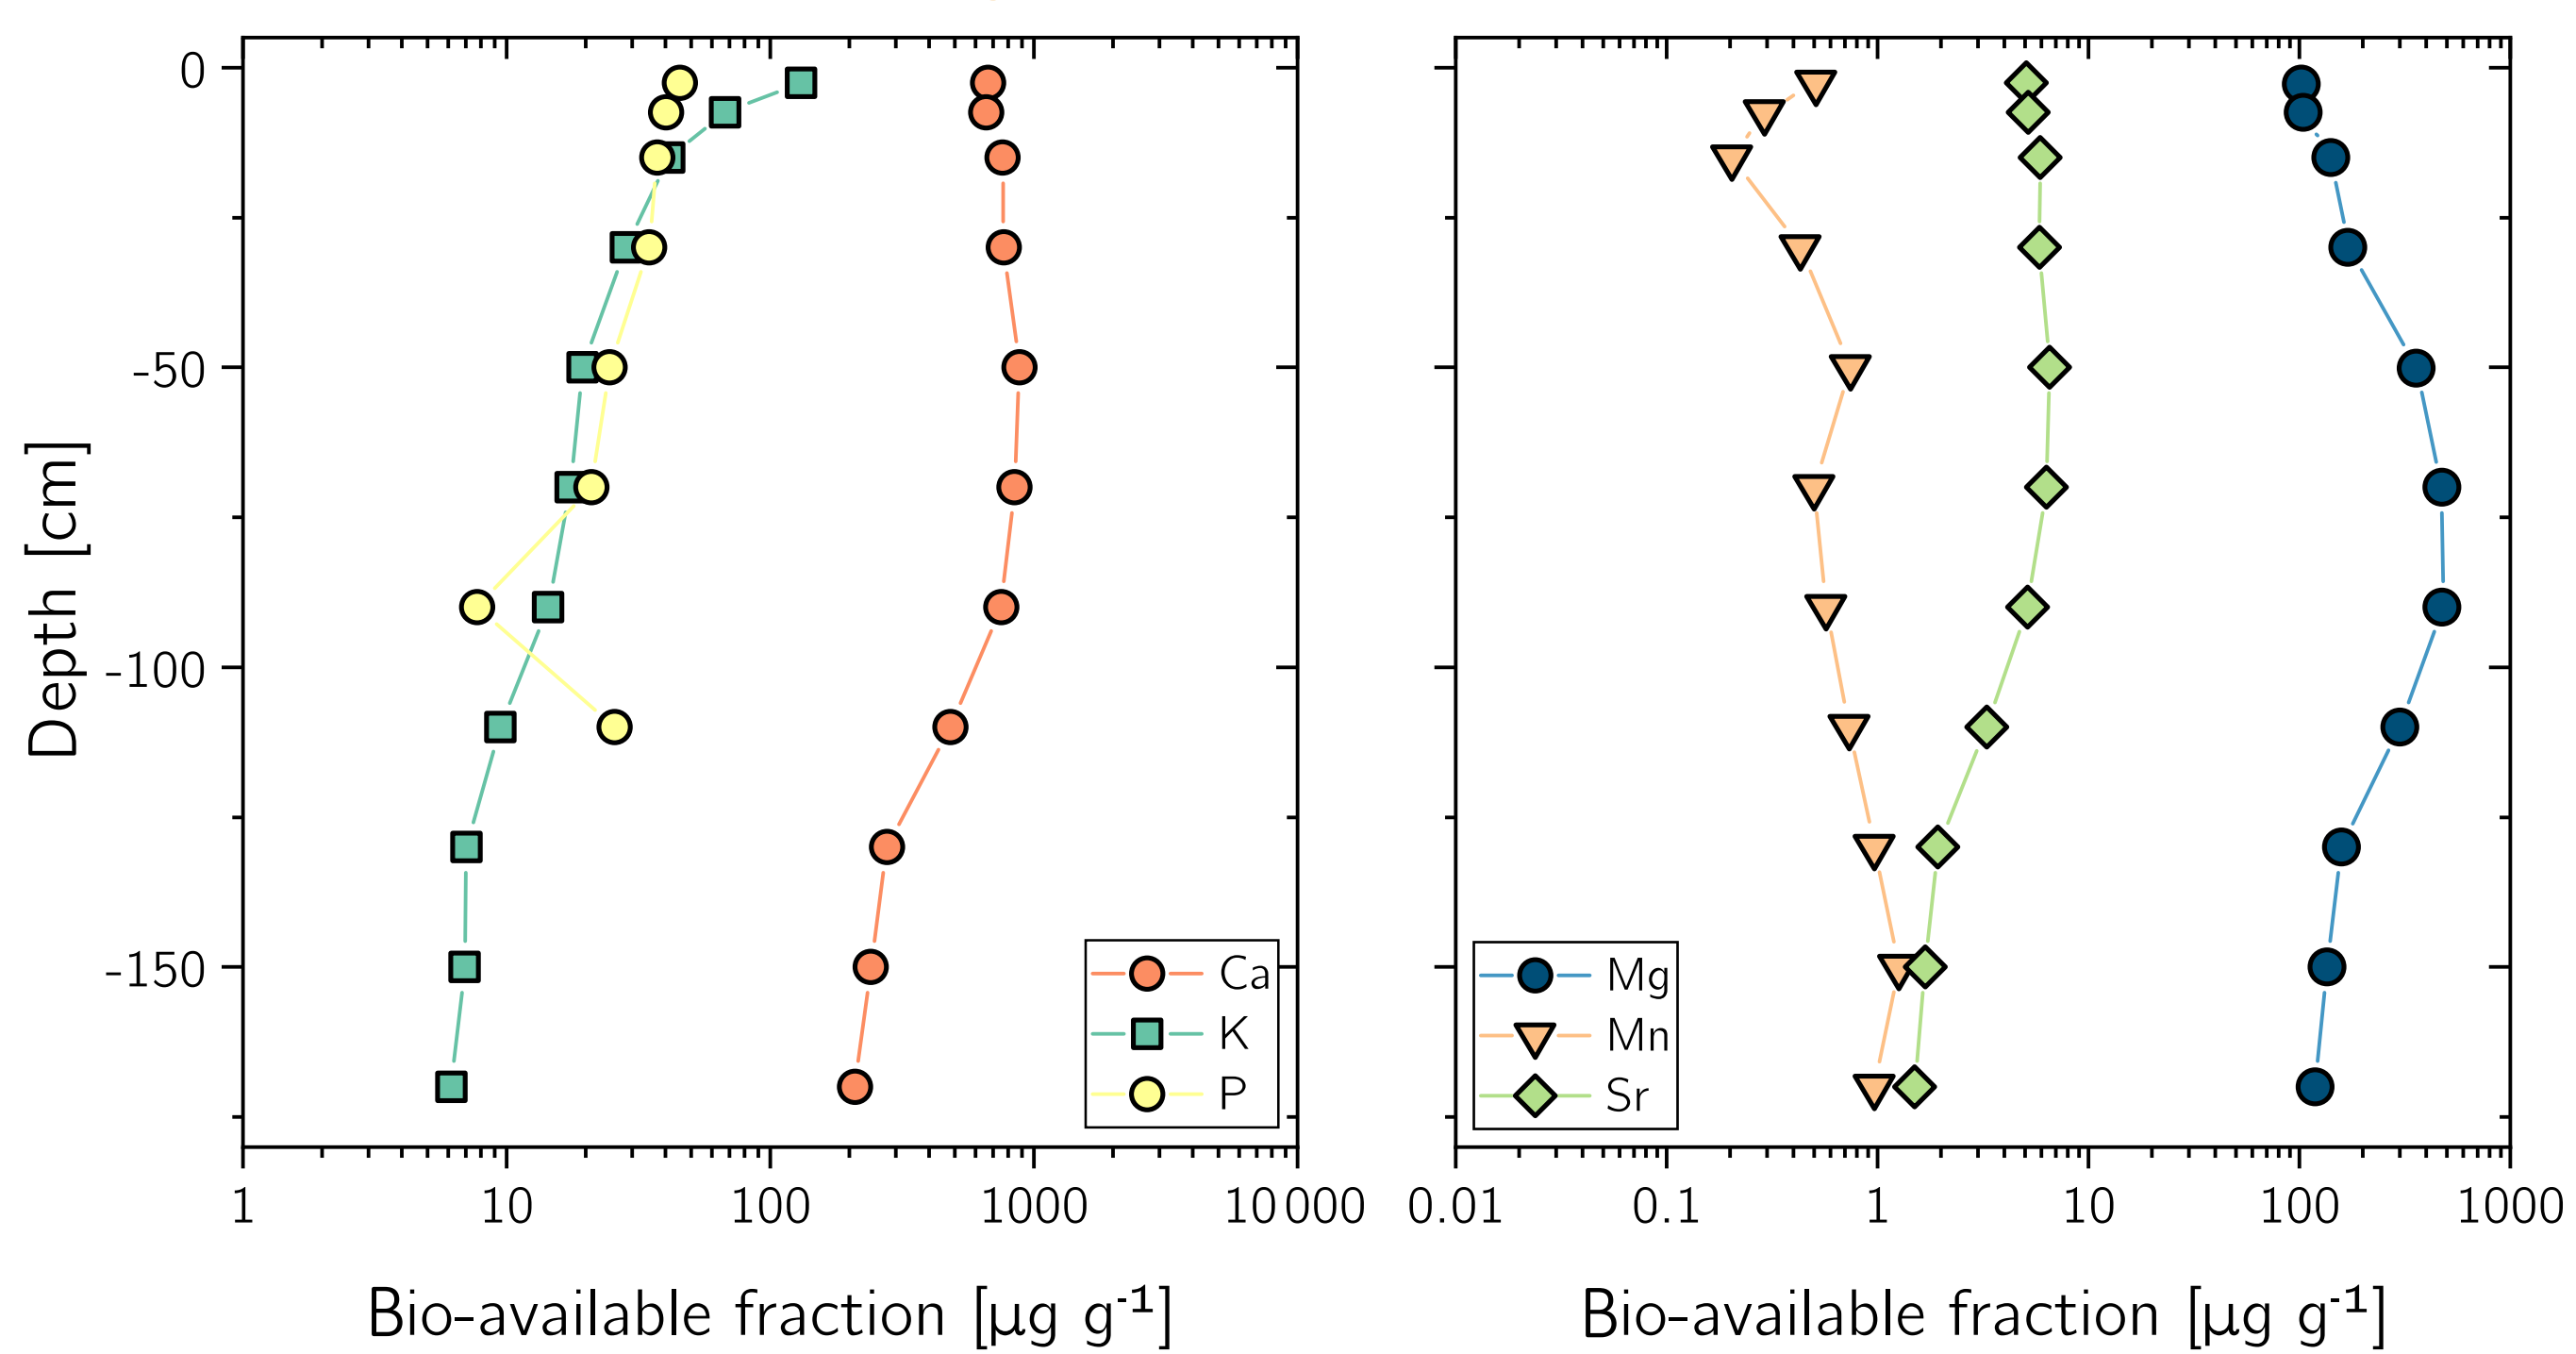 0
-50
-100
-150
Depth [cm]
1 10 100 1000 10 000
Bio-available fraction [µg g-1]
Ca
K
P
0.01 0.1 1 10 100 1000
Bio-available fraction [µg g-1]
Mg
Mn
Sr